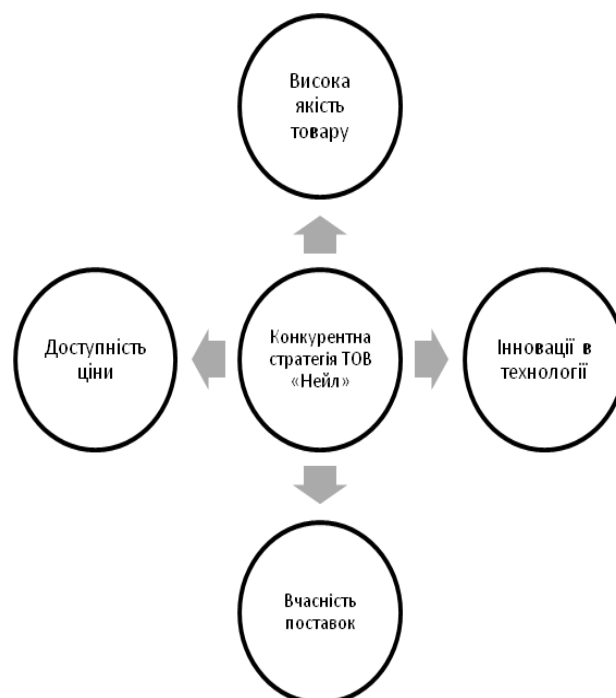 Висока
якість
товару
Доступність
ціни
Конкурентна
стратегія ТОВ
«Нейл»
Інновації в
технології
Вчасність
поставок